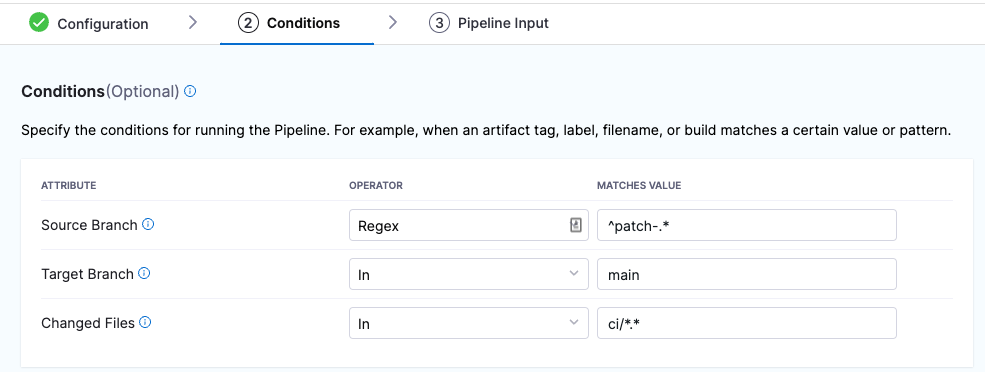 Configuration
2 Conditions
3 Pipeline Input
Conditions(Optional)
Specify the conditions for running the Pipeline. For example, when an artifact tag, label, filename, or build matches a certain value or pattern.
ATTRIBUTE OPERATOR MATCHES VALUE
Source Branch Regex ^patch-.*
Target Branch In main
Changed Files In ci/*.*